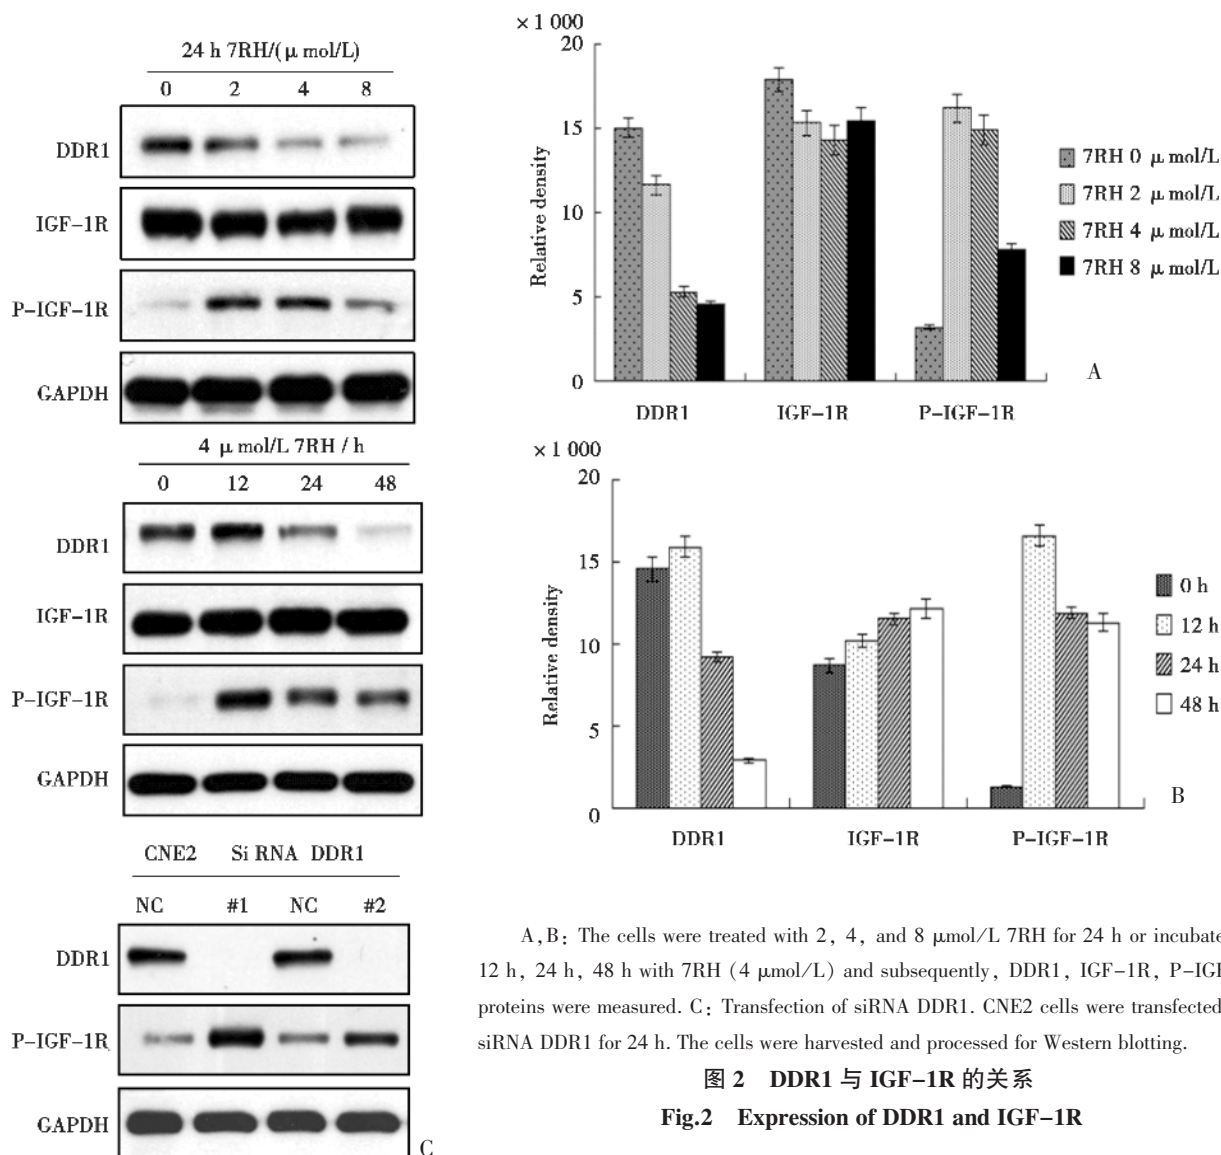 24 h 7RH/(μ mol/L)
0 2 4 8
DDR1
IGF-1R
P-IGF-1R
GAPDH
4 μ mol/L 7RH / h
0 12 24 48
DDR1
IGF-1R
P-IGF-1R
GAPDH
CNE2 Si RNA DDR1
NC #1 NC #2
DDR1
P-IGF-1R
GAPDH
C
× 1 000
20
15
10
5
0
Relative density
DDR1 IGF-1R P-IGF-1R
7RH 0 μ mol/L
7RH 2 μ mol/L
7RH 4 μ mol/L
7RH 8 μ mol/L
A
× 1 000
20
15
10
5
0
Relative density
DDR1 IGF-1R P-IGF-1R
0 h
12 h
24 h
48 h
B
A,B: The cells were treated with 2, 4, and 8 μmol/L 7RH for 24 h or incubate
12 h, 24 h, 48 h with 7RH (4 μmol/L) and subsequently, DDR1, IGF-1R, P-IGF
proteins were measured. C: Transfection of siRNA DDR1. CNE2 cells were transfected
siRNA DDR1 for 24 h. The cells were harvested and processed for Western blotting.
图 2 DDR1 与 IGF-1R 的关系
Fig.2 Expression of DDR1 and IGF-1R